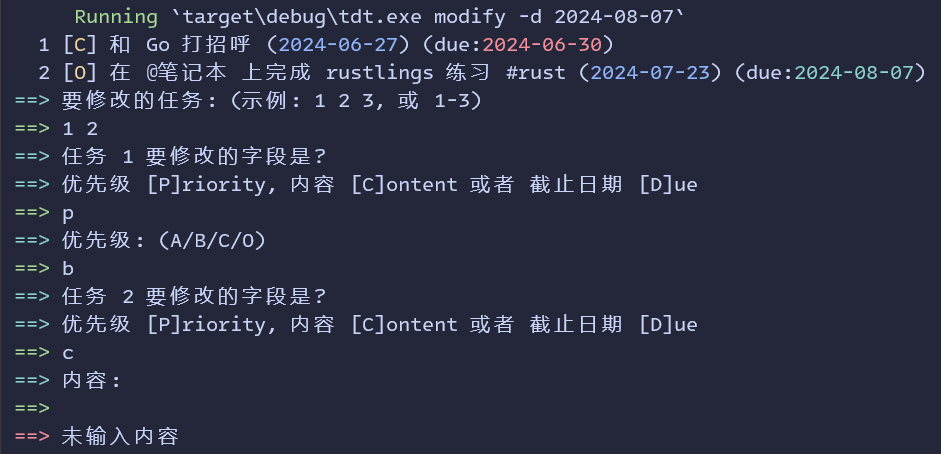 Running `target\debug\tdt.exe modify -d 2024-08-07`
1 [C] 和 Go 打招呼 (2024-06-27) (due:2024-06-30)
2 [O] 在 @笔记本 上完成 rustlings 练习 #rust (2024-07-23) (due:2024-08-07)
==> 要修改的任务: (示例: 1 2 3, 或 1-3)
==> 1 2
==> 任务 1 要修改的字段是?
==> 优先级 [P]riority, 内容 [C]ontent 或者 截止日期 [D]ue
==> p
==> 优先级: (A/B/C/O)
==> b
==> 任务 2 要修改的字段是?
==> 优先级 [P]riority, 内容 [C]ontent 或者 截止日期 [D]ue
==> c
==> 内容:
==>
==> 未输入内容